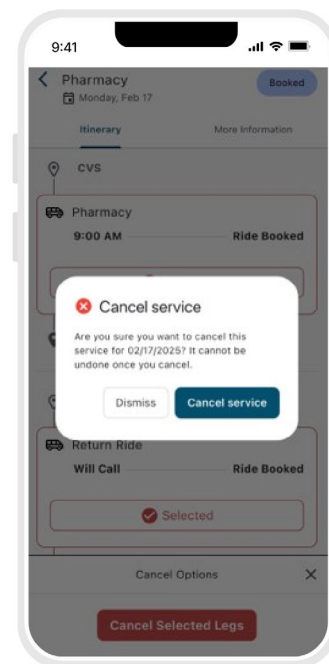 9:41
Pharmacy
Booked
Monday, Feb 17
Itinerary
More Information
CVS
Pharmacy
9:00 AM
Ride Booked
Cancel service
Are you sure you want to cancel this
service for 02/17/2025? It cannot be
undone once you cancel.
Dismiss
Cancel service
Return Ride
Will Call
Ride Booked
Selected
Cancel Options
Cancel Selected Legs